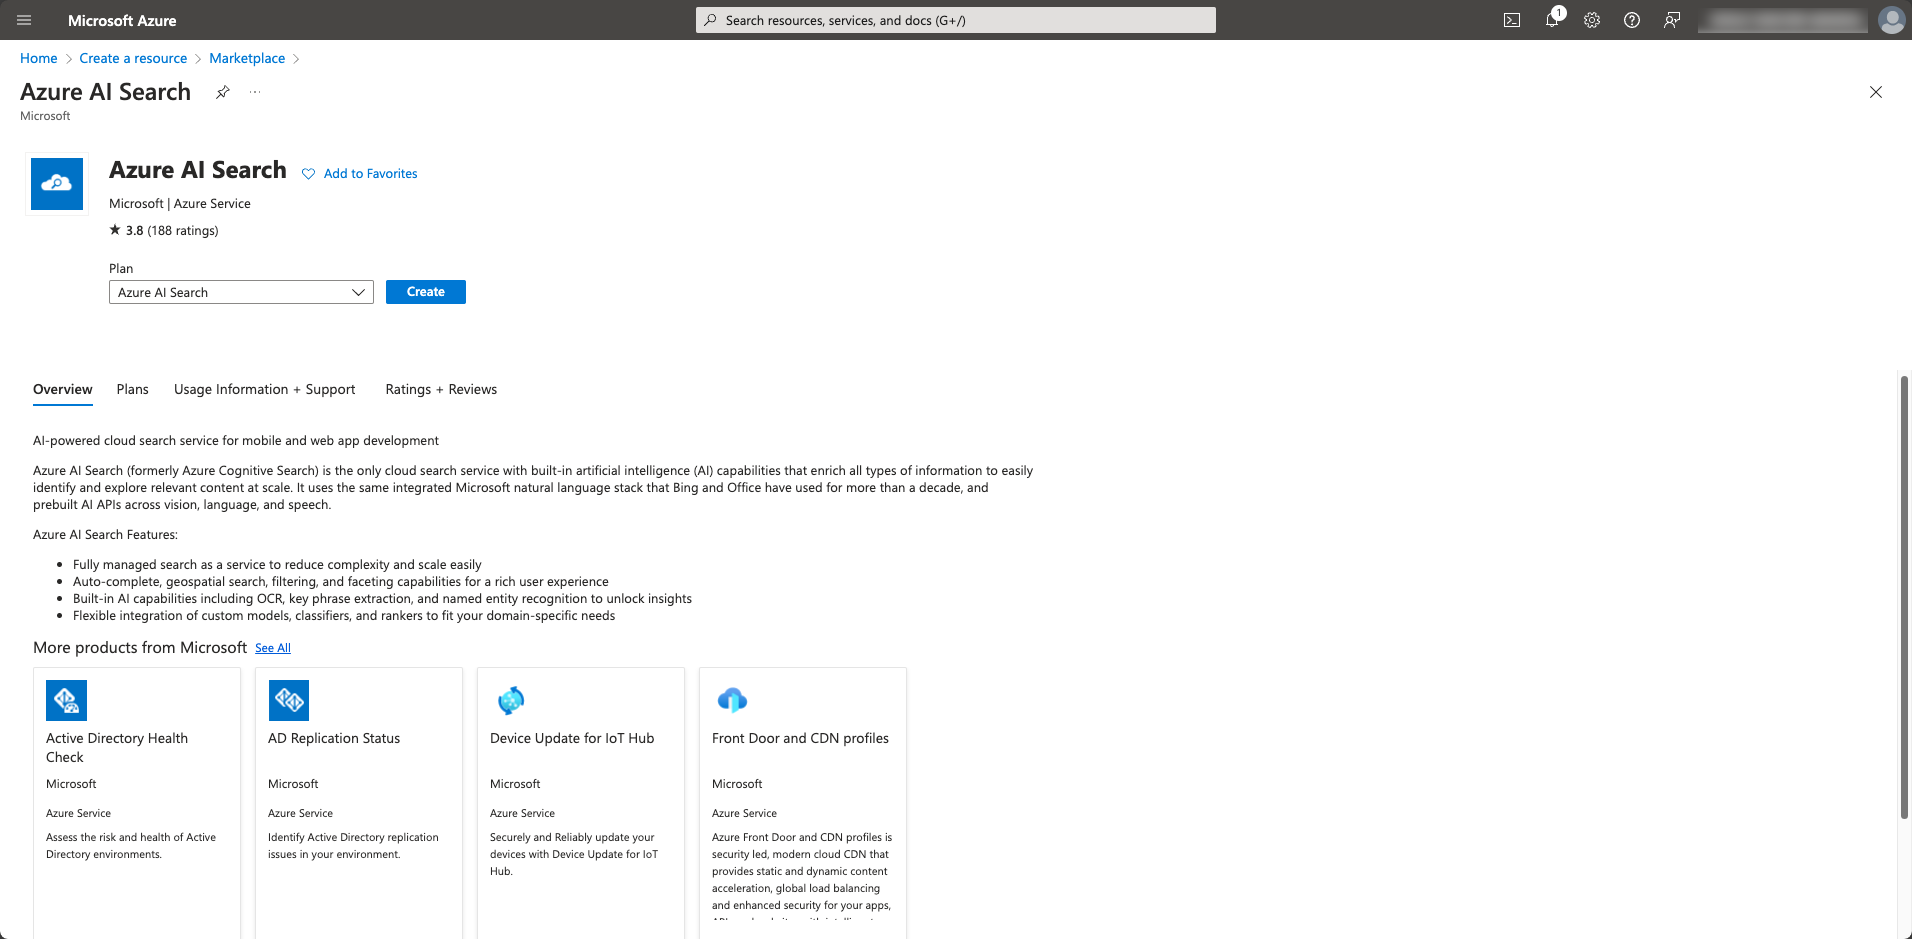 Microsoft Azure
Search resources, services, and docs (G+/)
1
Home > Create a resource > Marketplace >
Azure AI Search
Microsoft
Azure AI Search
Add to Favorites
Microsoft | Azure Service
★ 3.8 (188 ratings)
Plan
Azure AI Search
Create
Overview
Plans
Usage Information + Support
Ratings + Reviews
AI-powered cloud search service for mobile and web app development
Azure AI Search (formerly Azure Cognitive Search) is the only cloud search service with built-in artificial intelligence (AI) capabilities that enrich all types of information to easily
identify and explore relevant content at scale. It uses the same integrated Microsoft natural language stack that Bing and Office have used for more than a decade, and
prebuilt AI APIs across vision, language, and speech.
Azure AI Search Features:
• Fully managed search as a service to reduce complexity and scale easily
• Auto-complete, geospatial search, filtering, and faceting capabilities for a rich user experience
• Built-in AI capabilities including OCR, key phrase extraction, and named entity recognition to unlock insights
• Flexible integration of custom models, classifiers, and rankers to fit your domain-specific needs
More products from Microsoft See All
Active Directory Health
Check
Microsoft
Azure Service
Assess the risk and health of Active
Directory environments.
AD Replication Status
Microsoft
Azure Service
Identify Active Directory replication
issues in your environment.
Device Update for IoT Hub
Microsoft
Azure Service
Securely and Reliably update your
devices with Device Update for IoT
Hub.
Front Door and CDN profiles
Microsoft
Azure Service
Azure Front Door and CDN profiles is
security led, modern cloud CDN that
provides static and dynamic content
acceleration, global load balancing
and enhanced security for your apps,